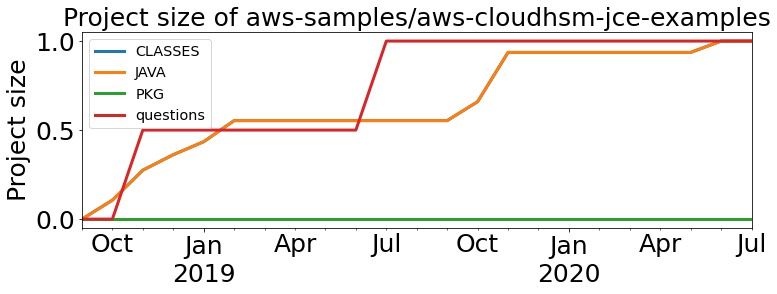 Project size of aws-samples/aws-cloudhsm-jce-examples
1.0
0.5
0.0
Project size
CLASSES
JAVA
PKG
questions
Oct Jan Apr Jul Oct Jan Apr Jul
2019 2020